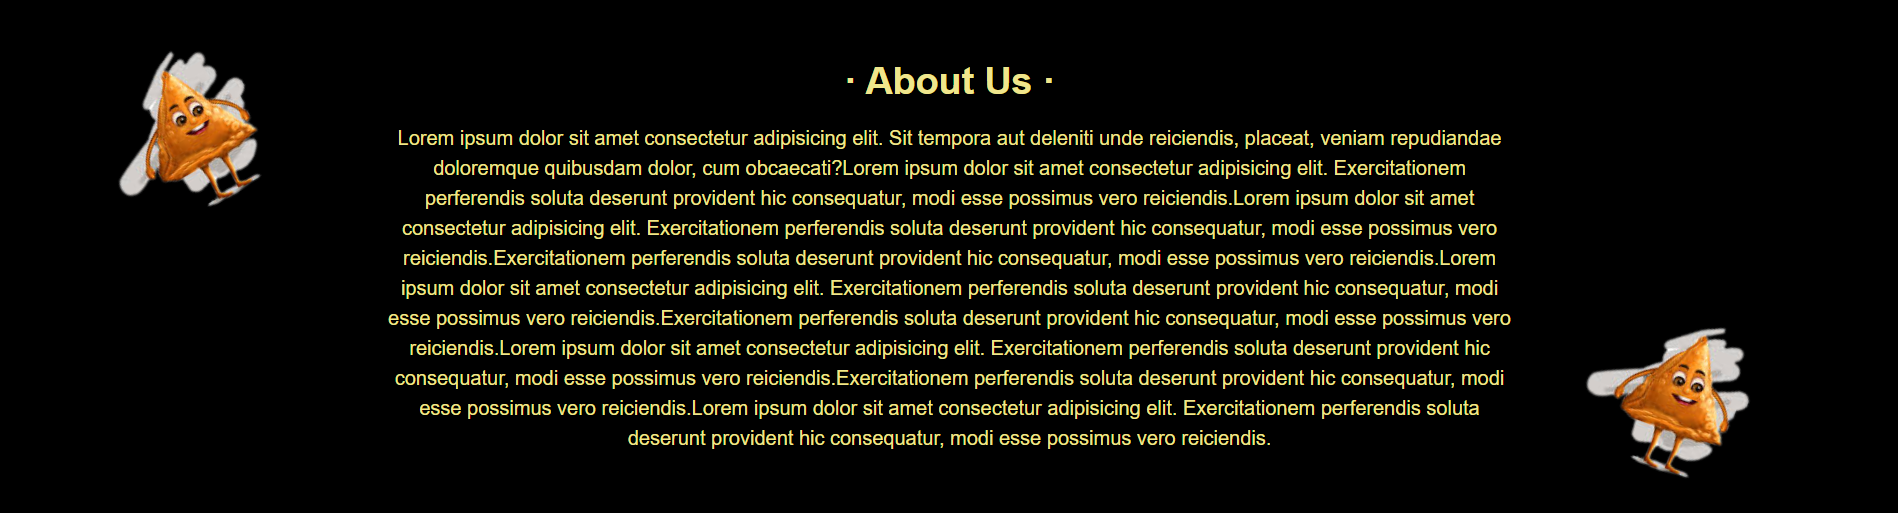 · About Us ·
Lorem ipsum dolor sit amet consectetur adipisicing elit. Sit tempora aut deleniti unde reiciendis, placeat, veniam repudiandae
doloremque quibusdam dolor, cum obcaecati?Lorem ipsum dolor sit amet consectetur adipisicing elit. Exercitationem
perferendis soluta deserunt provident hic consequatur, modi esse possimus vero reiciendis.Lorem ipsum dolor sit amet
consectetur adipisicing elit. Exercitationem perferendis soluta deserunt provident hic consequatur, modi esse possimus vero
reiciendis.Exercitationem perferendis soluta deserunt provident hic consequatur, modi esse possimus vero reiciendis.Lorem
ipsum dolor sit amet consectetur adipisicing elit. Exercitationem perferendis soluta deserunt provident hic consequatur, modi
esse possimus vero reiciendis.Exercitationem perferendis soluta deserunt provident hic consequatur, modi esse possimus vero
reiciendis.Lorem ipsum dolor sit amet consectetur adipisicing elit. Exercitationem perferendis soluta deserunt provident hic
consequatur, modi esse possimus vero reiciendis.Exercitationem perferendis soluta deserunt provident hic consequatur, modi
esse possimus vero reiciendis.Lorem ipsum dolor sit amet consectetur adipisicing elit. Exercitationem perferendis soluta
deserunt provident hic consequatur, modi esse possimus vero reiciendis.